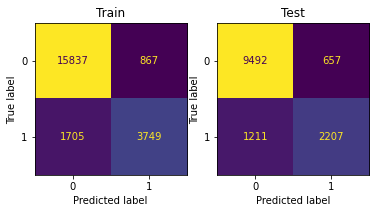 Train
Test
0
15837
867
True label
1
1705
3749
0
1
Predicted label
0
9492
657
True label
1
1211
2207
0
1
Predicted label